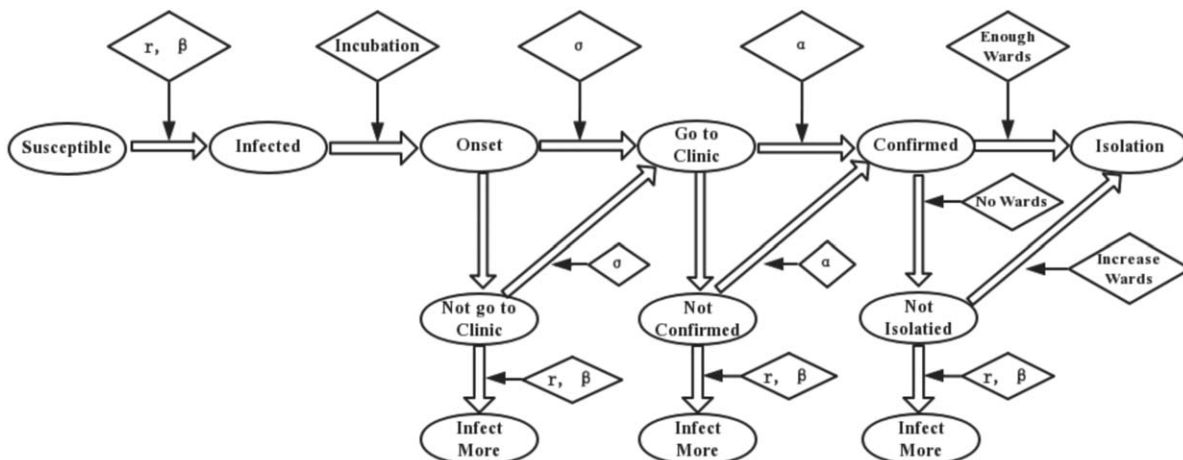 r, β
Incubation
σ
α
Enough
Wards
Susceptible
Infected
Onset
Go to
Clinic
Confirmed
Isolation
No Wards
σ
α
Increase
Wards
Not go to
Clinic
Not
Confirmed
Not
Isolatied
r, β
r, β
r, β
Infect
More
Infect
More
Infect
More